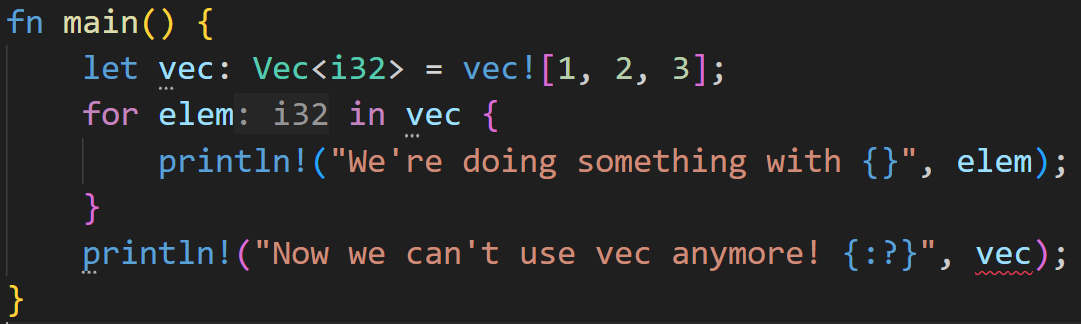 fn main() {
    let vec: Vec<i32> = vec![1, 2, 3];
    for elem: i32 in vec {
        println!("We're doing something with {}", elem);
    }
    println!("Now we can't use vec anymore! {:?}", vec);
}